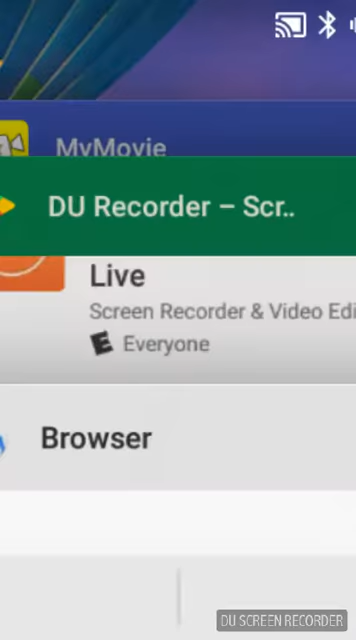 MyMovie
DU Recorder – Scr..
Live
Screen Recorder & Video Edi
E Everyone
Browser
DU SCREEN RECORDER